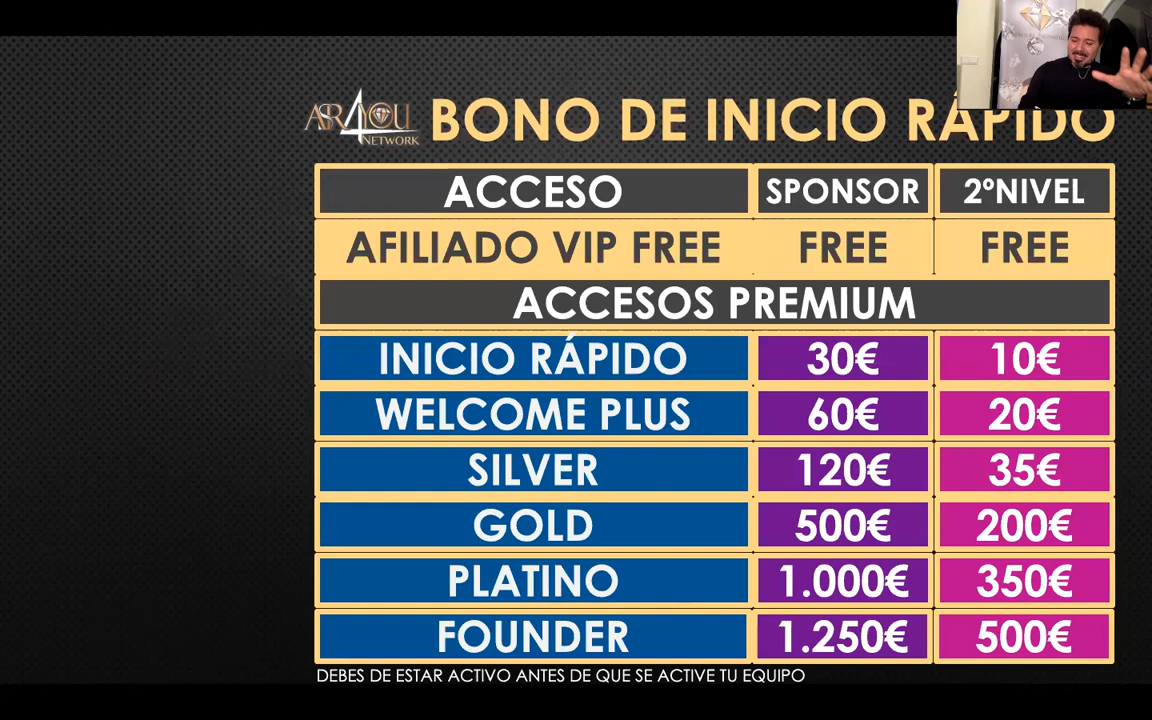 ASR4YOU
NETWORK
BONO DE INICIO RÁPIDO
ACCESO SPONSOR 2ºNIVEL
AFILIADO VIP FREE FREE FREE
ACCESOS PREMIUM
INICIO RÁPIDO 30€ 10€
WELCOME PLUS 60€ 20€
SILVER 120€ 35€
GOLD 500€ 200€
PLATINO 1.000€ 350€
FOUNDER 1.250€ 500€
DEBES DE ESTAR ACTIVO ANTES DE QUE SE ACTIVE TU EQUIPO